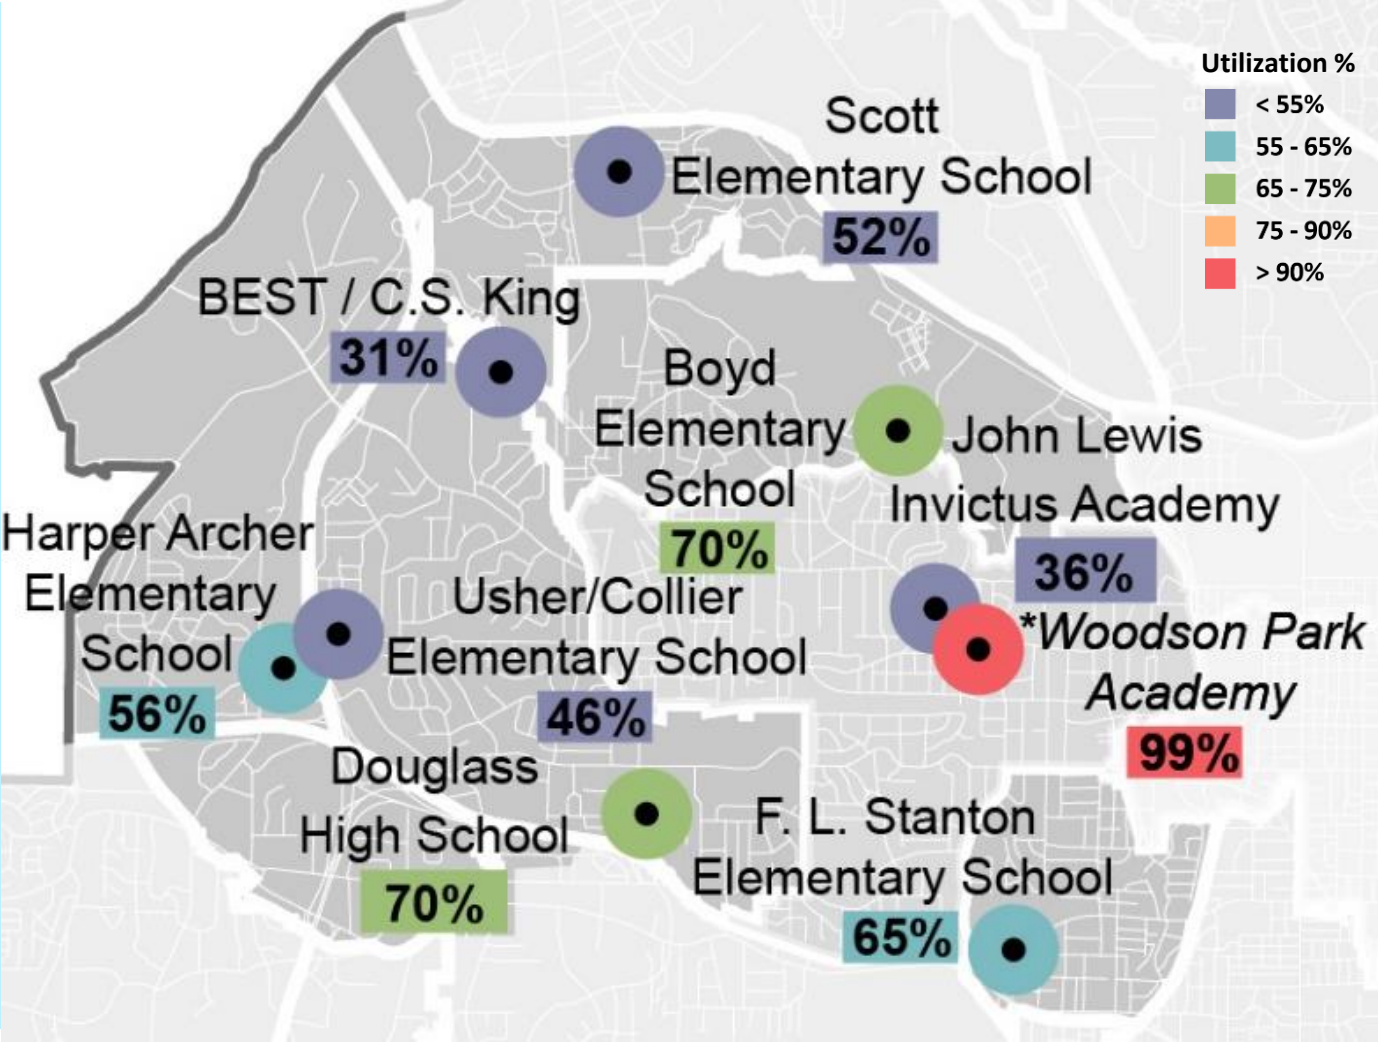 Utilization %
< 55%
55 - 65%
65 - 75%
75 - 90%
> 90%
Scott
Elementary School
52%
BEST / C.S. King
31%
Boyd
Elementary
School
70%
John Lewis
Invictus Academy
36%
Harper Archer
Elementary
School
56%
Usher/Collier
Elementary School
46%
*Woodson Park
Academy
99%
Douglass
High School
70%
F. L. Stanton
Elementary School
65%